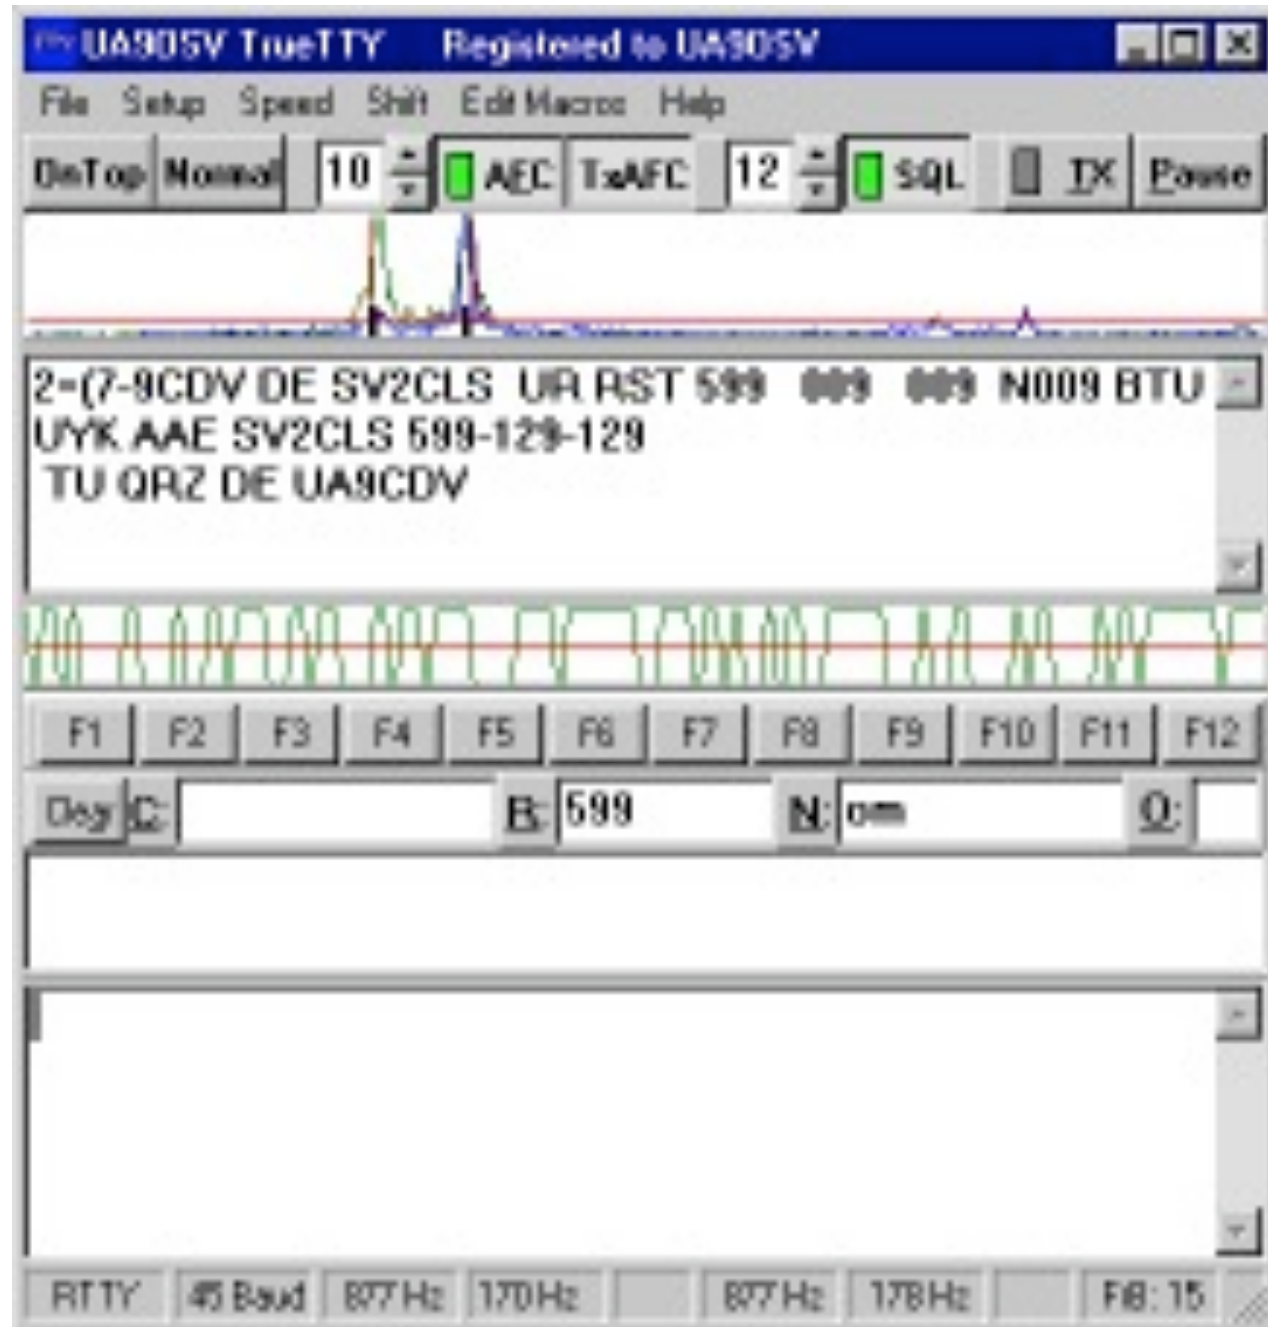 UA9OSV TrueTTY Registered to UA9OSV
File Setup Speed Shift Edit Macros Help
OnTop Normal 10 AFC TxAFC 12 SQL TX Pause
2=(7-9CDV DE SV2CLS UR RST 599 009 009 N009 BTU
UYK AAE SV2CLS 599-129-129
TU QRZ DE UA9CDV
F1 F2 F3 F4 F5 F6 F7 F8 F9 F10 F11 F12
C: R: 599 N: om Q:
RTTY 45 Baud 877 Hz 170 Hz 877 Hz 178 Hz : 15